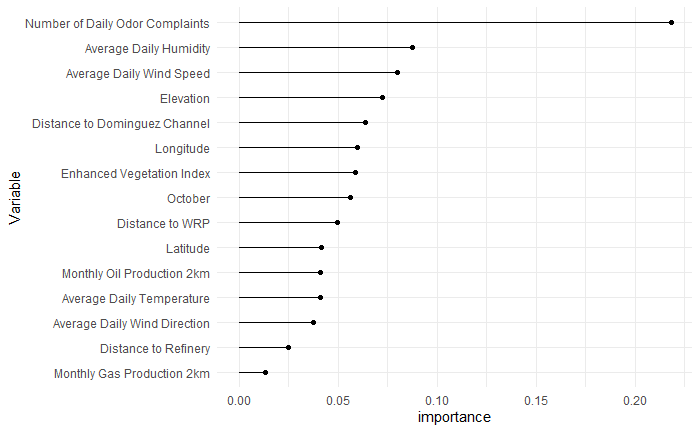 Number of Daily Odor Complaints
Average Daily Humidity
Average Daily Wind Speed
Elevation
Distance to Dominguez Channel
Longitude
Enhanced Vegetation Index
October
Distance to WRP
Latitude
Monthly Oil Production 2km
Average Daily Temperature
Average Daily Wind Direction
Distance to Refinery
Monthly Gas Production 2km
Variable
0.00 0.05 0.10 0.15 0.20
importance